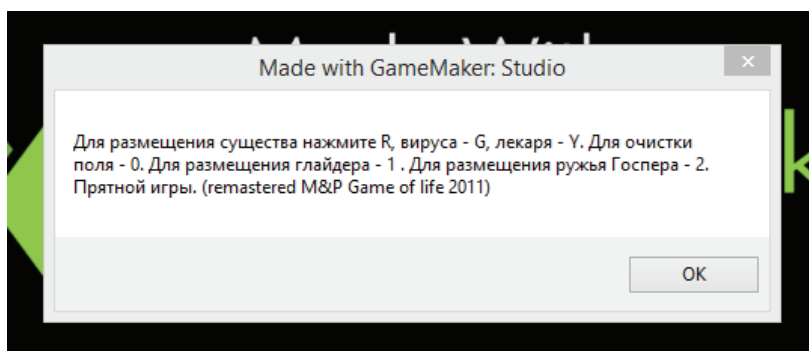 Made with GameMaker: Studio
Для размещения существа нажмите R, вируса - G, лекаря - Y. Для очистки
поля - 0. Для размещения глайдера - 1 . Для размещения ружья Госпера - 2.
Прятной игры. (remastered M&P Game of life 2011)
OK